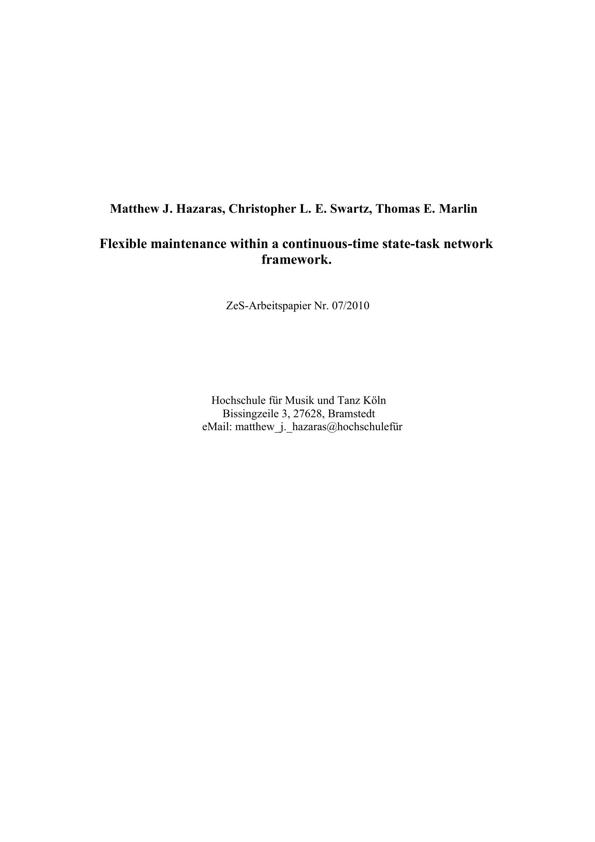 Matthew J. Hazaras, Christopher L. E. Swartz, Thomas E. Marlin
Flexible maintenance within a continuous-time state-task network
framework.
ZeS-Arbeitspapier Nr. 07/2010
Hochschule für Musik und Tanz Köln
Bissingzeile 3, 27628, Bramstedt
eMail: matthew_j._hazaras@hochschulefür